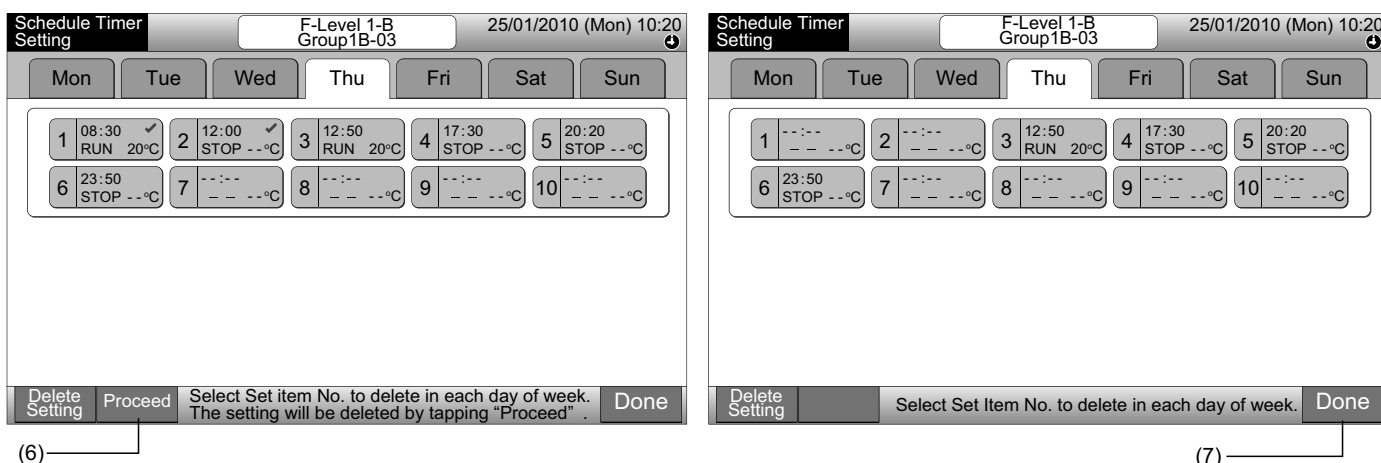 Schedule Timer
Setting
F-Level 1-B
Group1B-03
25/01/2010 (Mon) 10:20
Mon Tue Wed Thu Fri Sat Sun
1 08:30 ✔
RUN 20°C
2 12:00 ✔
STOP --°C
3 12:50
RUN 20°C
4 17:30
STOP --°C
5 20:20
STOP --°C
6 23:50
STOP --°C
7 --:--
– – --°C
8 --:--
– – --°C
9 --:--
– – --°C
10 --:--
– – --°C
Delete
Setting
Proceed
Select Set item No. to delete in each day of week.
The setting will be deleted by tapping “Proceed” .
Done
(6)
Schedule Timer
Setting
F-Level 1-B
Group1B-03
25/01/2010 (Mon) 10:20
Mon Tue Wed Thu Fri Sat Sun
1 --:--
– – --°C
2 --:--
– – --°C
3 12:50
RUN 20°C
4 17:30
STOP --°C
5 20:20
STOP --°C
6 23:50
STOP --°C
7 --:--
– – --°C
8 --:--
– – --°C
9 --:--
– – --°C
10 --:--
– – --°C
Delete
Setting
Select Set Item No. to delete in each day of week.
Done
(7)